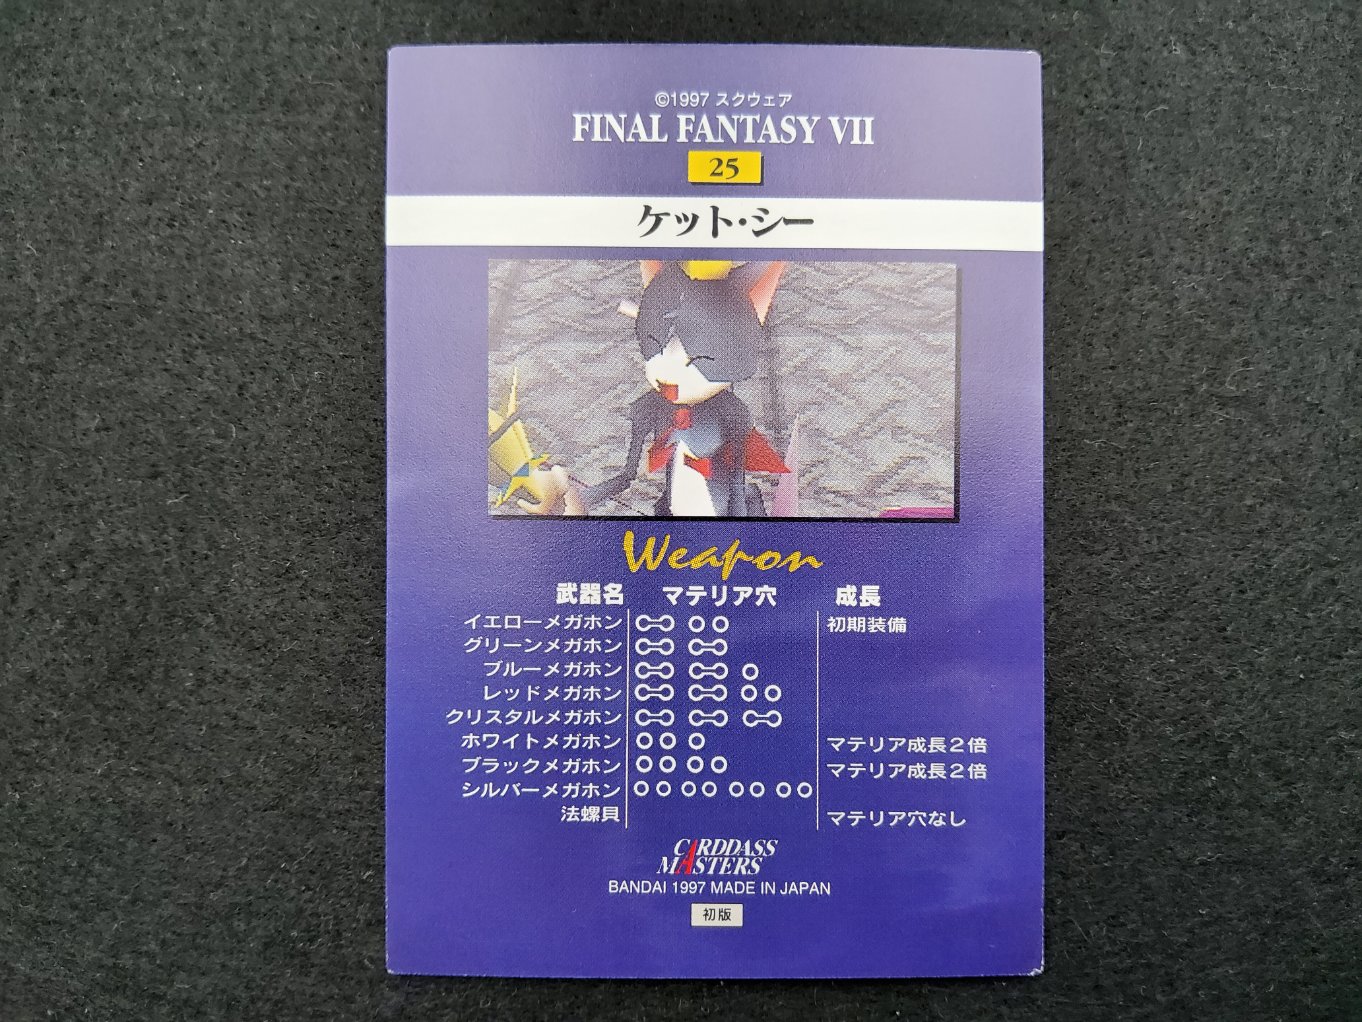 ©1997 スクウェア
FINAL FANTASY VII
25
ケット・シー
Weapon
武器名 マテリア穴 成長
イエローメガホン 初期装備
グリーンメガホン
ブルーメガホン
レッドメガホン
クリスタルメガホン
ホワイトメガホン マテリア成長2倍
ブラックメガホン マテリア成長2倍
シルバーメガホン
法螺貝 マテリア穴なし
CARDDASS
MASTERS
BANDAI 1997 MADE IN JAPAN
初版